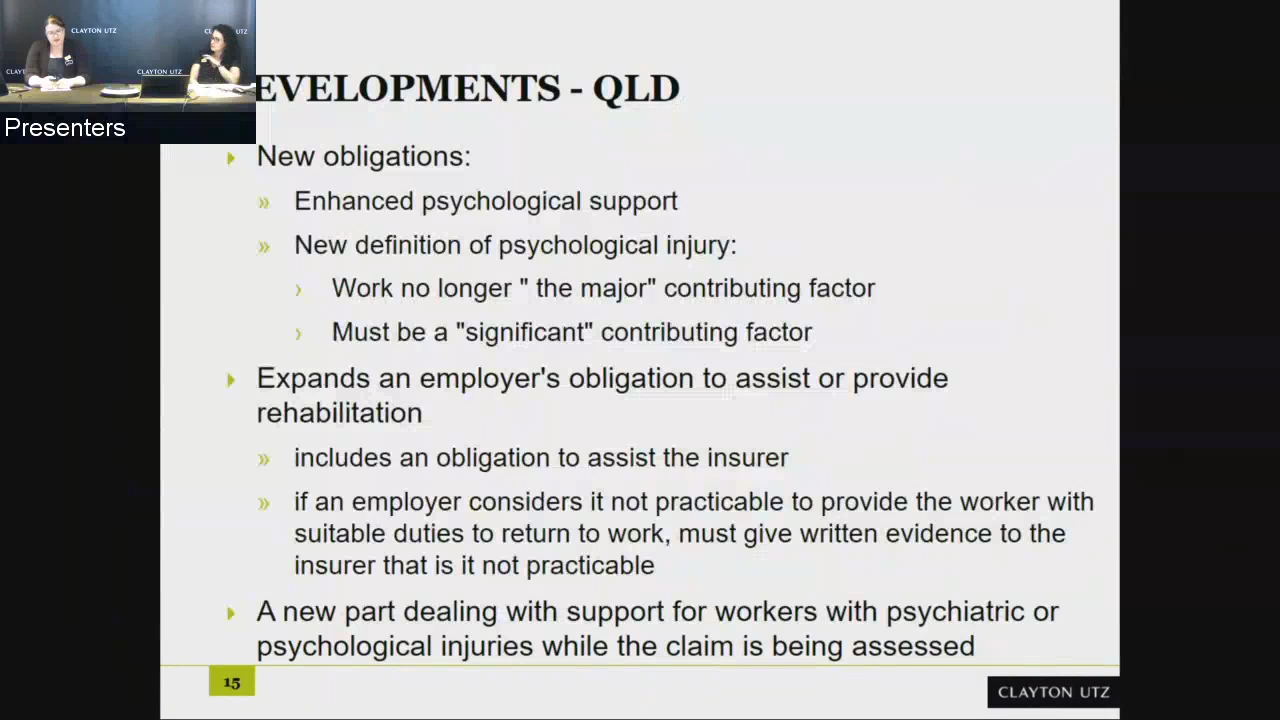 CLAYTON UTZ
CLAYTON UTZ
Presenters
EVELOPMENTS - QLD
New obligations:
Enhanced psychological support
New definition of psychological injury:
Work no longer " the major" contributing factor
Must be a "significant" contributing factor
Expands an employer's obligation to assist or provide
rehabilitation
includes an obligation to assist the insurer
if an employer considers it not practicable to provide the worker with
suitable duties to return to work, must give written evidence to the
insurer that is it not practicable
A new part dealing with support for workers with psychiatric or
psychological injuries while the claim is being assessed
15
CLAYTON UTZ